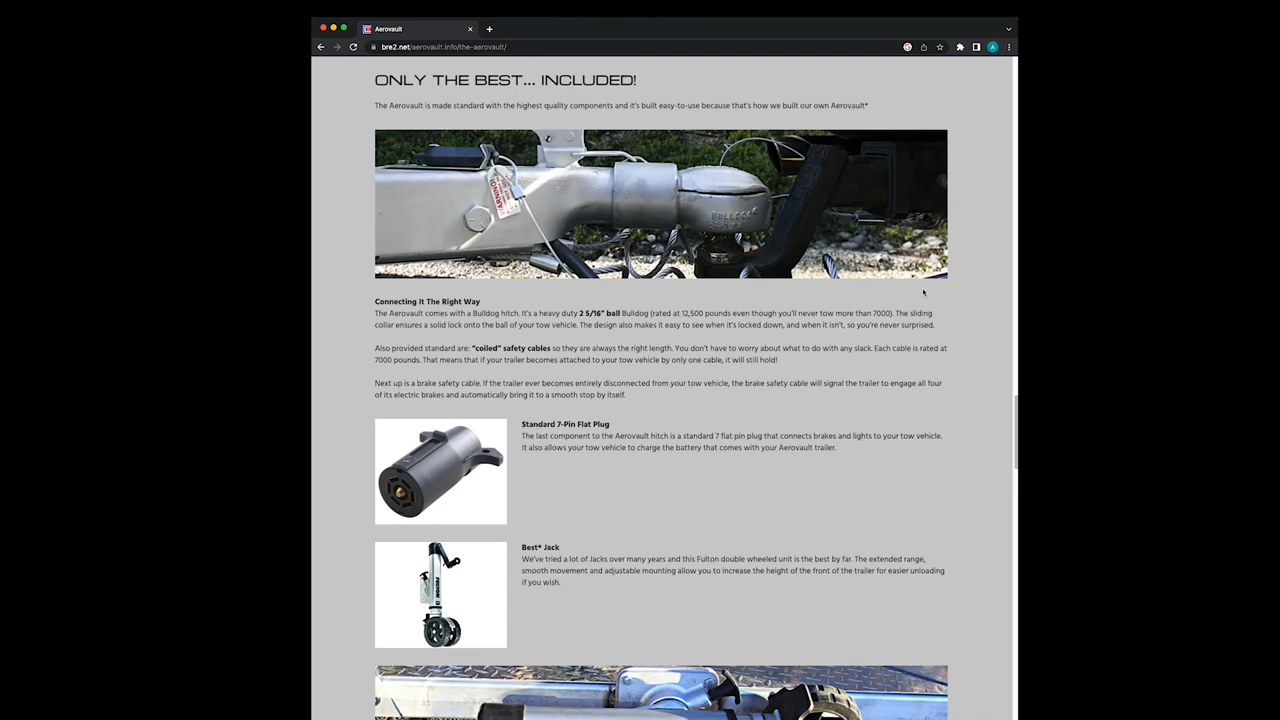 Aerovault
bre2.net/aerovault.info/the-aerovault/
A
ONLY THE BEST... INCLUDED!
The Aerovault is made standard with the highest quality components and it's built easy-to-use because that's how we built our own Aerovault*
WARNING
BULLDOG
Connecting It The Right Way
The Aerovault comes with a Bulldog hitch. It's a heavy duty 2 5/16" ball Bulldog (rated at 12,500 pounds even though you'll never tow more than 7000). The sliding
collar ensures a solid lock onto the ball of your tow vehicle. The design also makes it easy to see when it's locked down, and when it isn't, so you're never surprised.
Also provided standard are: "coiled" safety cables so they are always the right length. You don't have to worry about what to do with any slack. Each cable is rated at
7000 pounds. That means that if your trailer becomes attached to your tow vehicle by only one cable, it will still hold!
Next up is a brake safety cable. If the trailer ever becomes entirely disconnected from your tow vehicle, the brake safety cable will signal the trailer to engage all four
of its electric brakes and automatically bring it to a smooth stop by itself.
Standard 7-Pin Flat Plug
The last component to the Aerovault hitch is a standard 7 flat pin plug that connects brakes and lights to your tow vehicle.
It also allows your tow vehicle to charge the battery that comes with your Aerovault trailer.
Best* Jack
We've tried a lot of Jacks over many years and this Fulton double wheeled unit is the best by far. The extended range,
smooth movement and adjustable mounting allow you to increase the height of the front of the trailer for easier unloading
if you wish.
FULTON